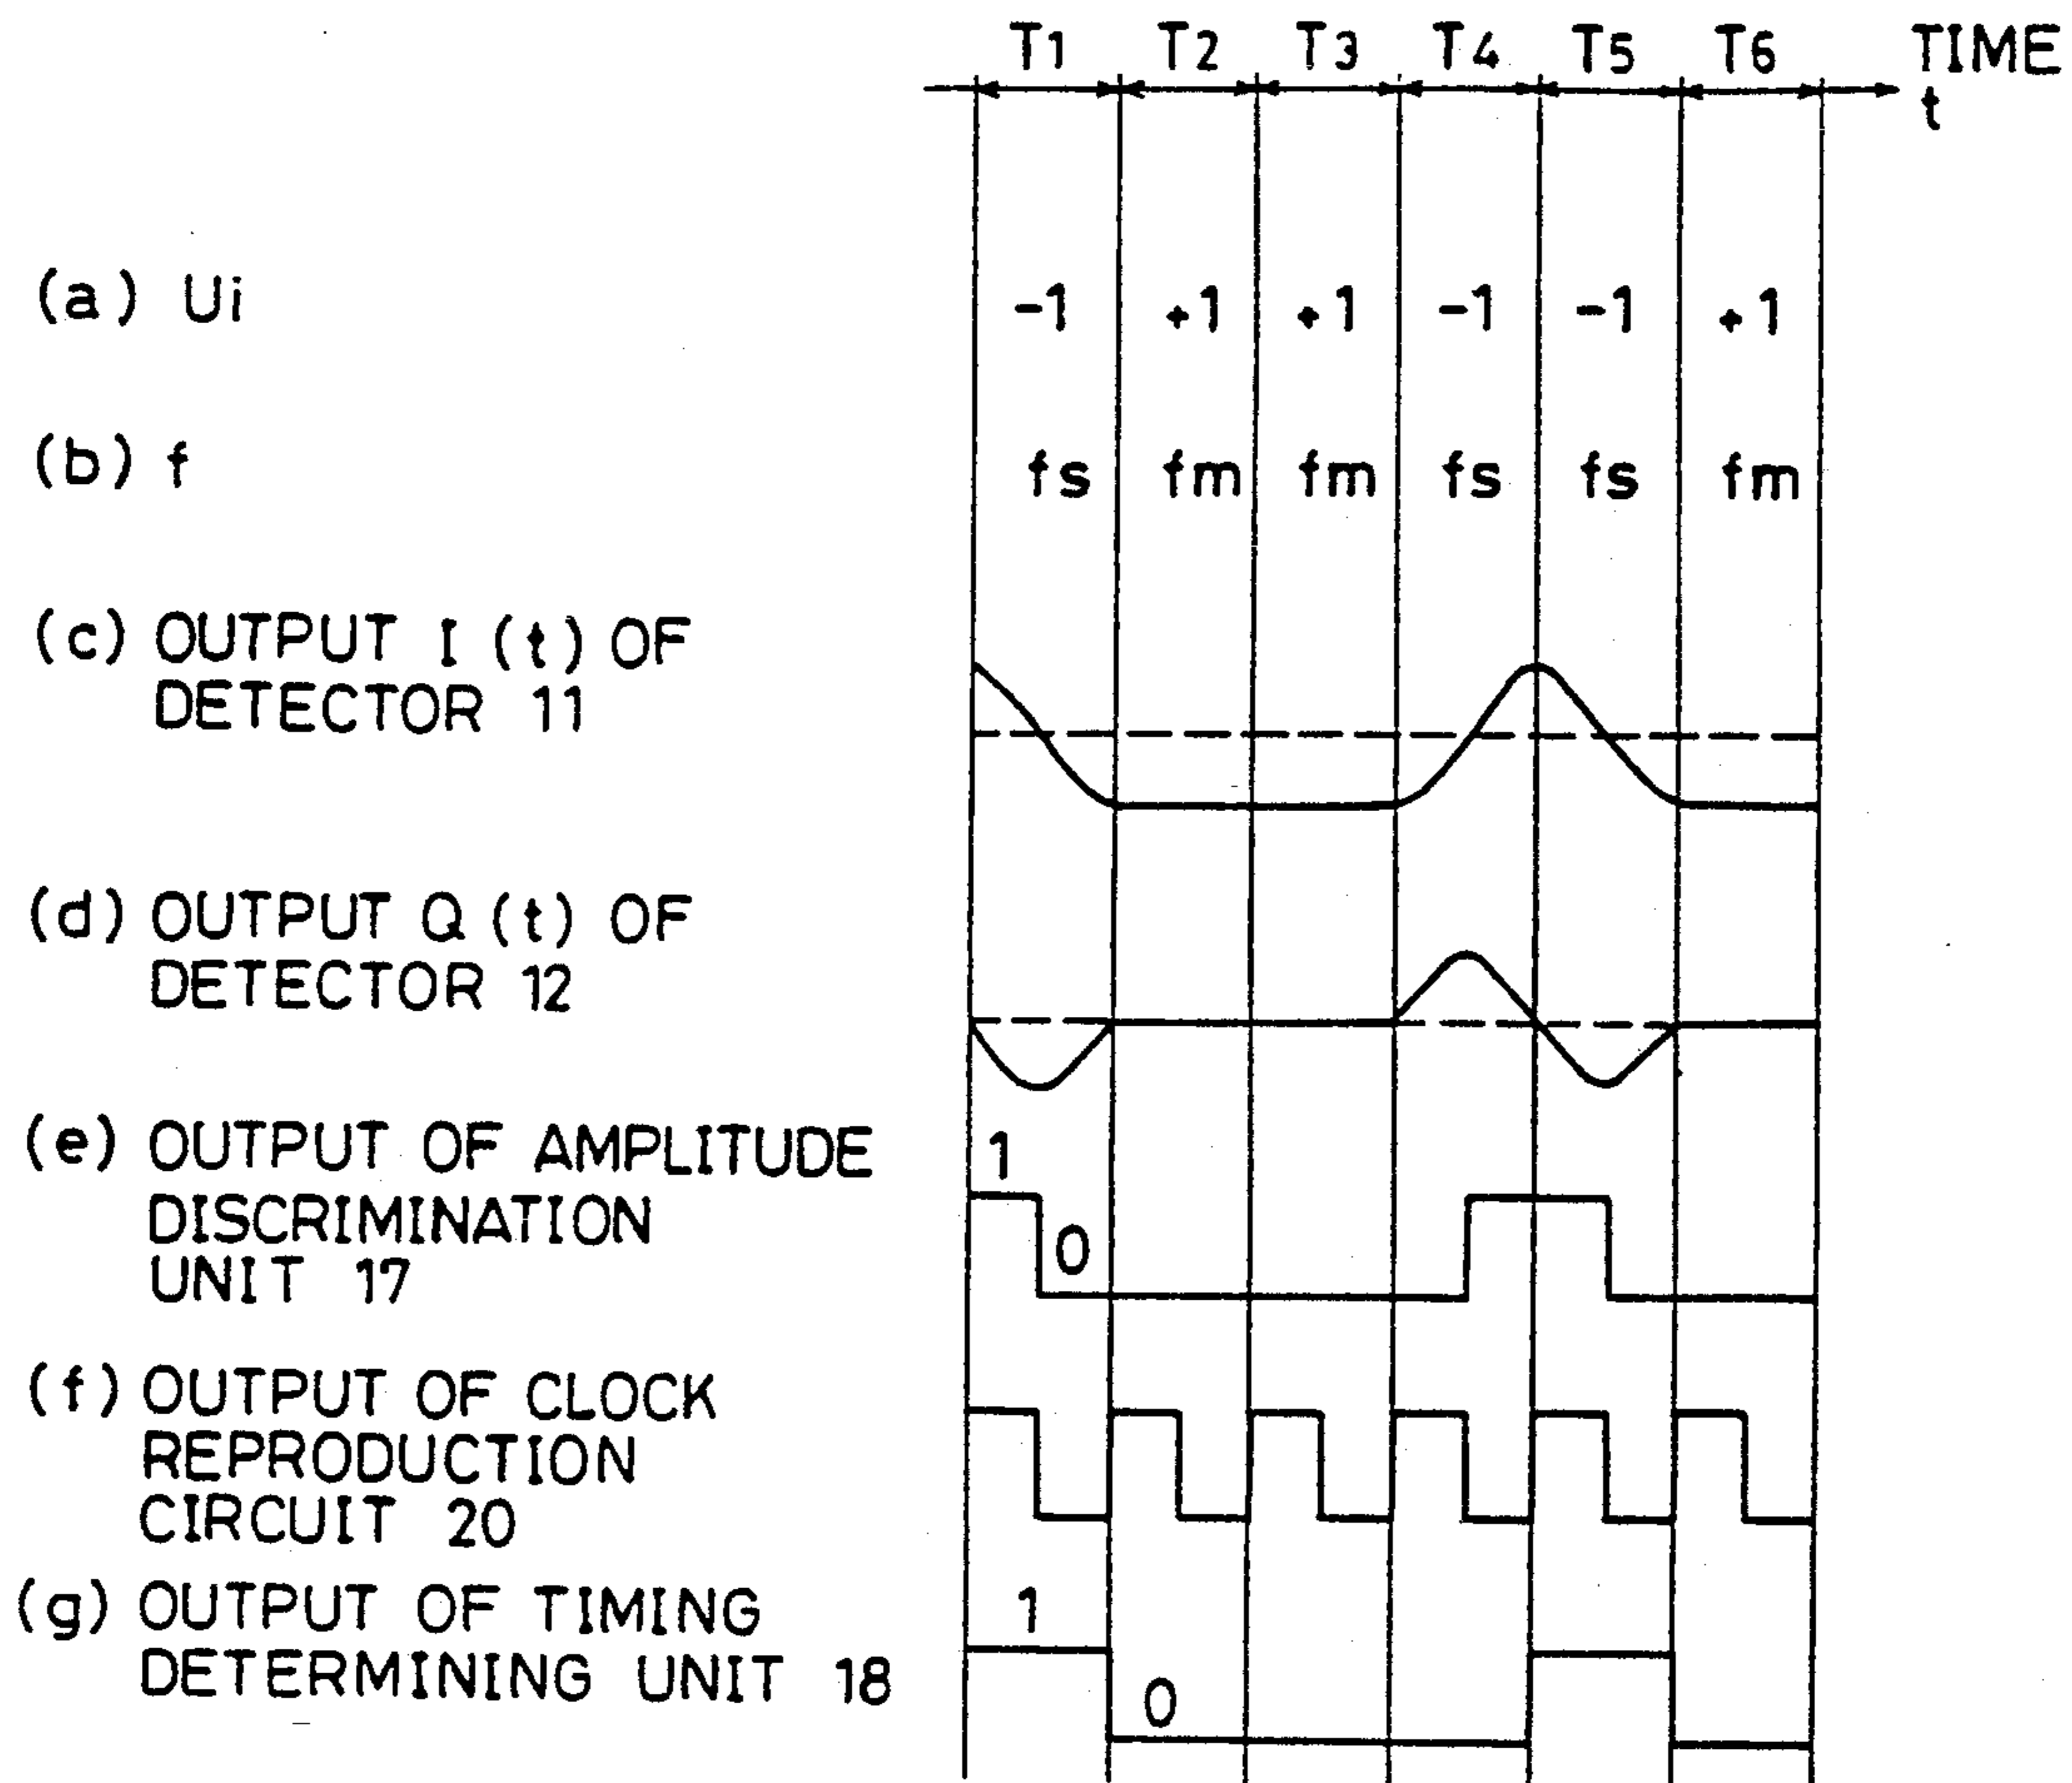 T1 T2 T3 T4 T5 T6 TIME
t
(a) Ui -1 +1 +1 -1 -1 +1
(b) f fs fm fm fs fs fm
(c) OUTPUT I (t) OF
DETECTOR 11
(d) OUTPUT Q (t) OF
DETECTOR 12
(e) OUTPUT OF AMPLITUDE 1
DISCRIMINATION 0
UNIT 17
(f) OUTPUT OF CLOCK
REPRODUCTION
CIRCUIT 20
(g) OUTPUT OF TIMING 1
DETERMINING UNIT 18 0